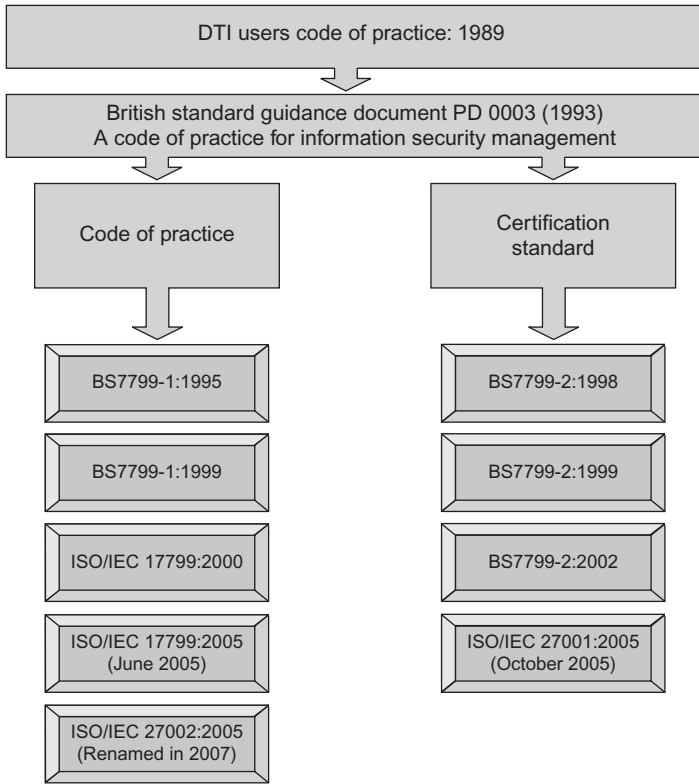 DTI users code of practice: 1989
British standard guidance document PD 0003 (1993)
A code of practice for information security management
Code of practice
Certification
standard
BS7799-1:1995
BS7799-1:1999
ISO/IEC 17799:2000
ISO/IEC 17799:2005
(June 2005)
ISO/IEC 27002:2005
(Renamed in 2007)
BS7799-2:1998
BS7799-2:1999
BS7799-2:2002
ISO/IEC 27001:2005
(October 2005)